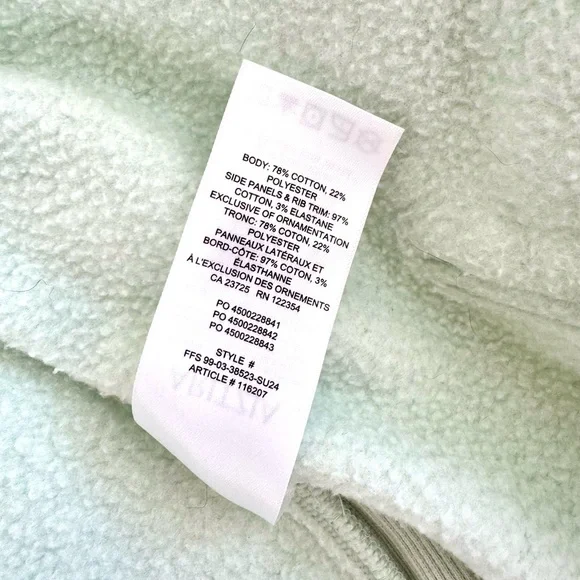 BODY: 78% COTTON, 22%
POLYESTER
SIDE PANELS & RIB TRIM: 97%
COTTON, 3% ELASTANE
EXCLUSIVE OF ORNAMENTATION
TRONC: 78% COTON, 22%
POLYESTER
PANNEAUX LATÉRAUX ET
BORD-CÔTE: 97% COTON, 3%
ÉLASTHANNE
À L'EXCLUSION DES ORNEMENTS
CA 23725 RN 122354
PO 4500228841
PO 4500228842
PO 4500228843
STYLE #
FFS 99-03-38523-SU24
ARTICLE # 116207